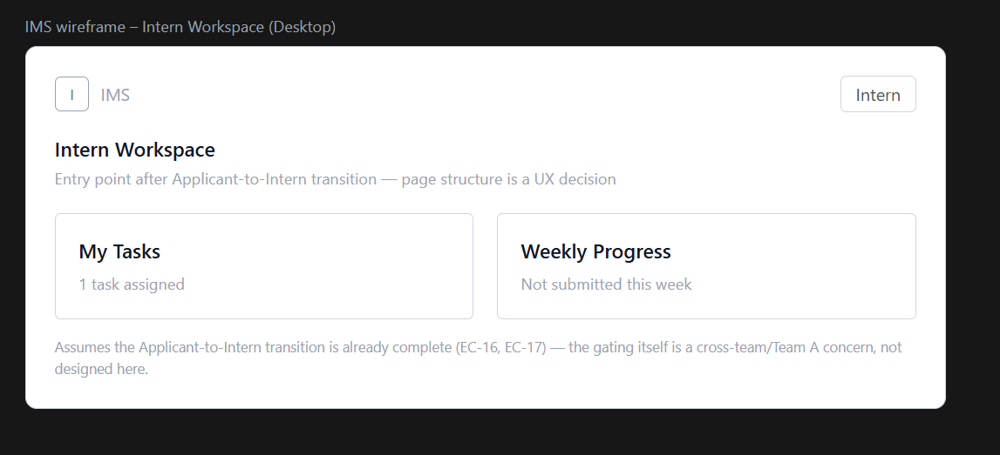 IMS wireframe – Intern Workspace (Desktop)
I IMS
Intern
Intern Workspace
Entry point after Applicant-to-Intern transition — page structure is a UX decision
My Tasks
1 task assigned
Weekly Progress
Not submitted this week
Assumes the Applicant-to-Intern transition is already complete (EC-16, EC-17) — the gating itself is a cross-team/Team A concern, not
designed here.